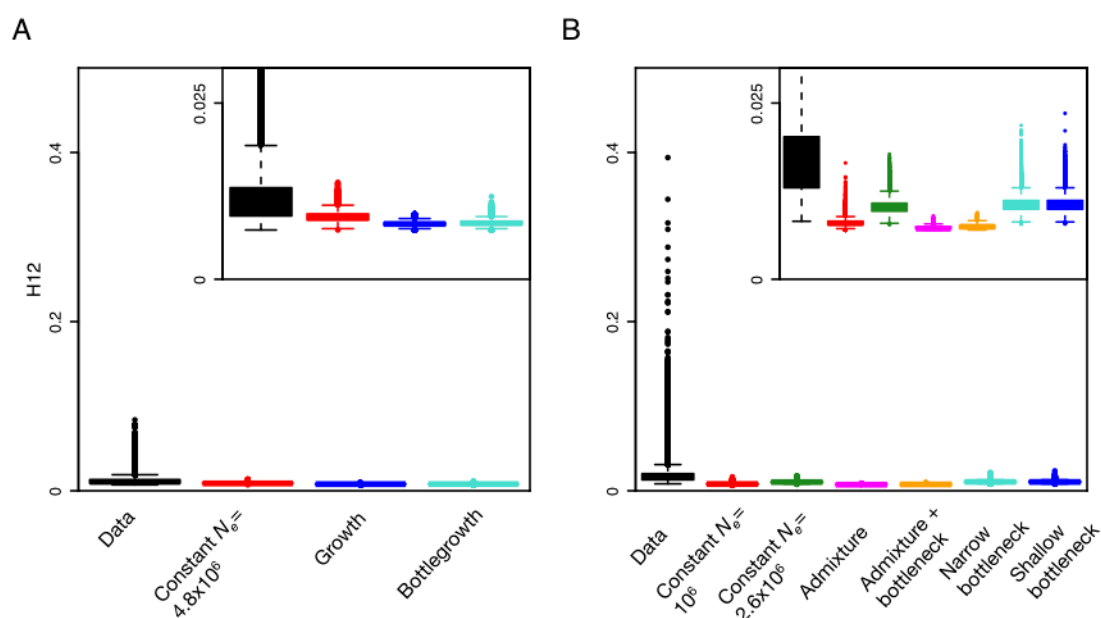 A
B
H12
0
0.2
0.4
0
0.025
Data
Constant Nₑ=
4.8x10⁶
Growth
Bottlegrowth
0
0.2
0.4
0
0.025
Data
Constant Nₑ=
10⁶
Constant Nₑ=
2.6x10⁶
Admixture
Admixture +
bottleneck
Narrow
bottleneck
Shallow
bottleneck